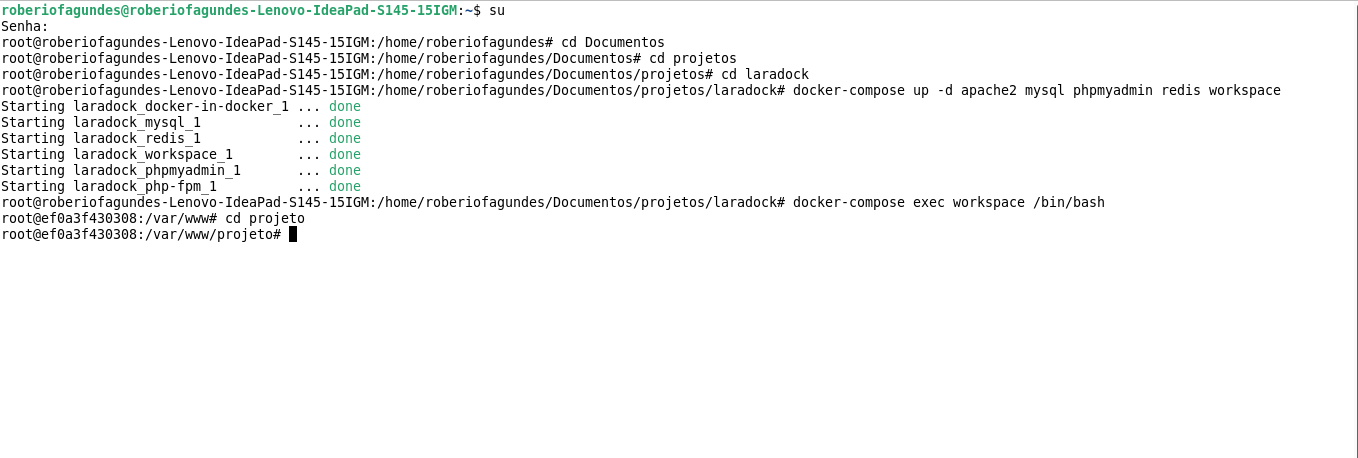 roberiofagundes@roberiofagundes-Lenovo-IdeaPad-S145-15IGM:~$ su
Senha:
root@roberiofagundes-Lenovo-IdeaPad-S145-15IGM:/home/roberiofagundes# cd Documentos
root@roberiofagundes-Lenovo-IdeaPad-S145-15IGM:/home/roberiofagundes/Documentos# cd projetos
root@roberiofagundes-Lenovo-IdeaPad-S145-15IGM:/home/roberiofagundes/Documentos/projetos# cd laradock
root@roberiofagundes-Lenovo-IdeaPad-S145-15IGM:/home/roberiofagundes/Documentos/projetos/laradock# docker-compose up -d apache2 mysql phpmyadmin redis workspace
Starting laradock_docker-in-docker_1 ... done
Starting laradock_mysql_1            ... done
Starting laradock_redis_1            ... done
Starting laradock_workspace_1        ... done
Starting laradock_phpmyadmin_1       ... done
Starting laradock_php-fpm_1          ... done
root@roberiofagundes-Lenovo-IdeaPad-S145-15IGM:/home/roberiofagundes/Documentos/projetos/laradock# docker-compose exec workspace /bin/bash
root@ef0a3f430308:/var/www# cd projeto
root@ef0a3f430308:/var/www/projeto#